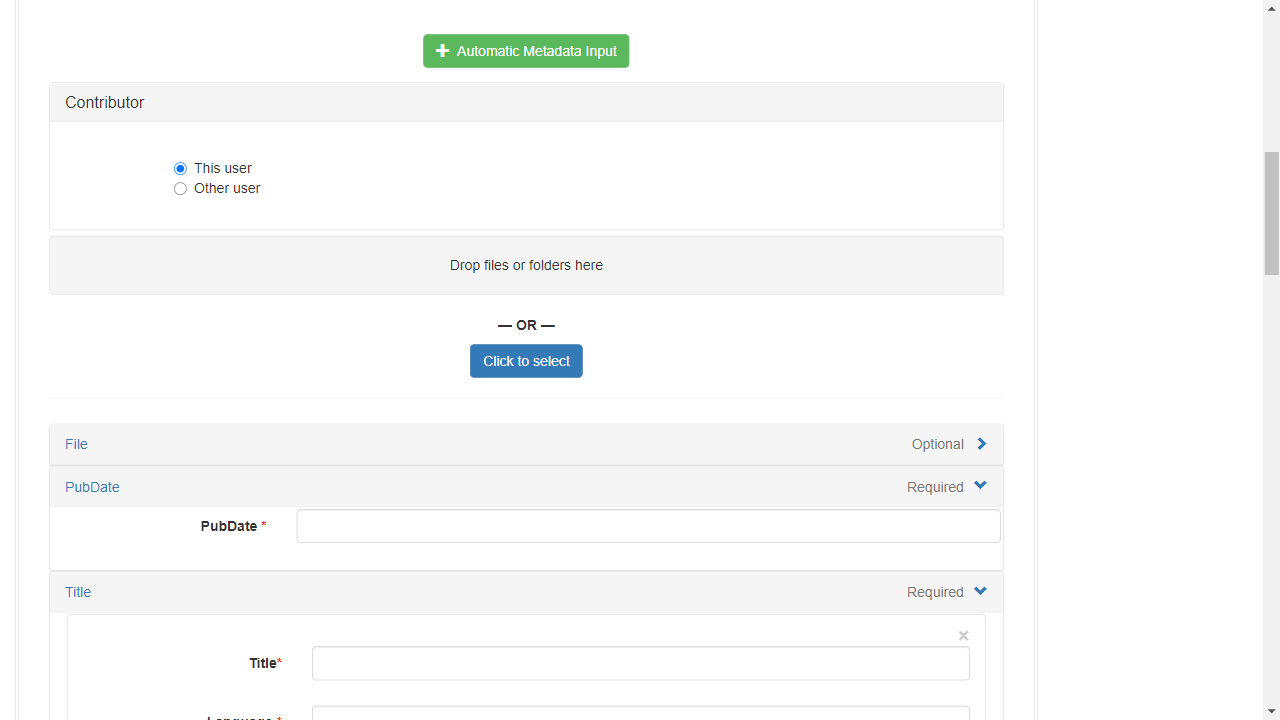 Automatic Metadata Input
Contributor
This user
Other user
Drop files or folders here
— OR —
Click to select
File Optional
PubDate Required
PubDate *
Title Required
×
Title*
Language *